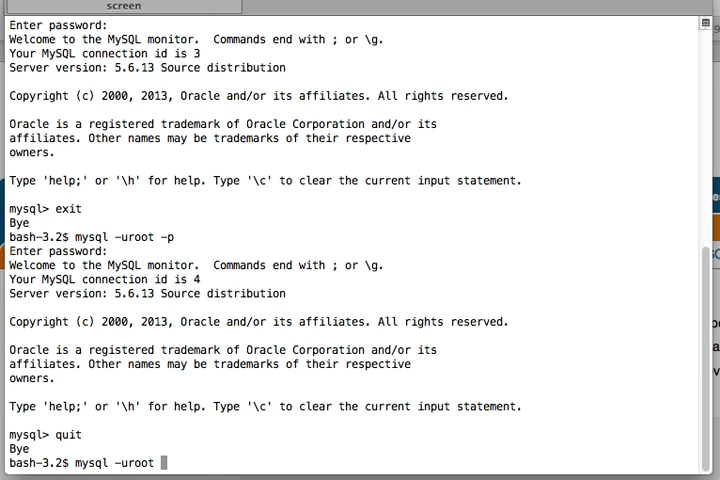 screen
Enter password:
Welcome to the MySQL monitor.  Commands end with ; or \g.
Your MySQL connection id is 3
Server version: 5.6.13 Source distribution
Copyright (c) 2000, 2013, Oracle and/or its affiliates. All rights reserved.
Oracle is a registered trademark of Oracle Corporation and/or its
affiliates. Other names may be trademarks of their respective
owners.
Type 'help;' or '\h' for help. Type '\c' to clear the current input statement.
mysql> exit
Bye
bash-3.2$ mysql -uroot -p
Enter password:
Welcome to the MySQL monitor.  Commands end with ; or \g.
Your MySQL connection id is 4
Server version: 5.6.13 Source distribution
Copyright (c) 2000, 2013, Oracle and/or its affiliates. All rights reserved.
Oracle is a registered trademark of Oracle Corporation and/or its
affiliates. Other names may be trademarks of their respective
owners.
Type 'help;' or '\h' for help. Type '\c' to clear the current input statement.
mysql> quit
Bye
bash-3.2$ mysql -uroot